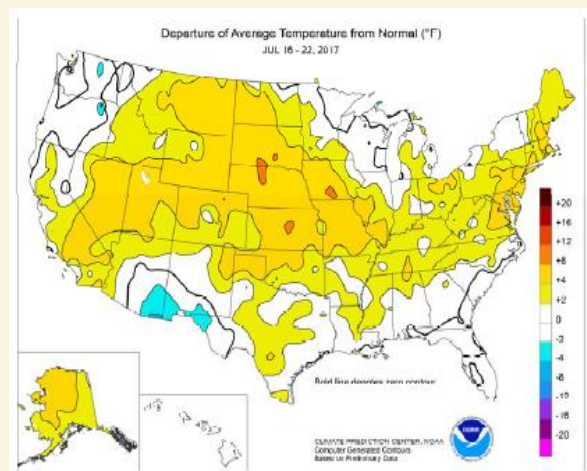 Departure of Average Temperature from Normal (°F)
JUL 16 - 22, 2017
+20
+16
+12
+8
+4
+2
0
-2
-4
-8
-12
-16
-20
Bold line denotes zero contour
CLIMATE PREDICTION CENTER, NOAA
Computer Generated Contours
Based on Preliminary Data
NOAA